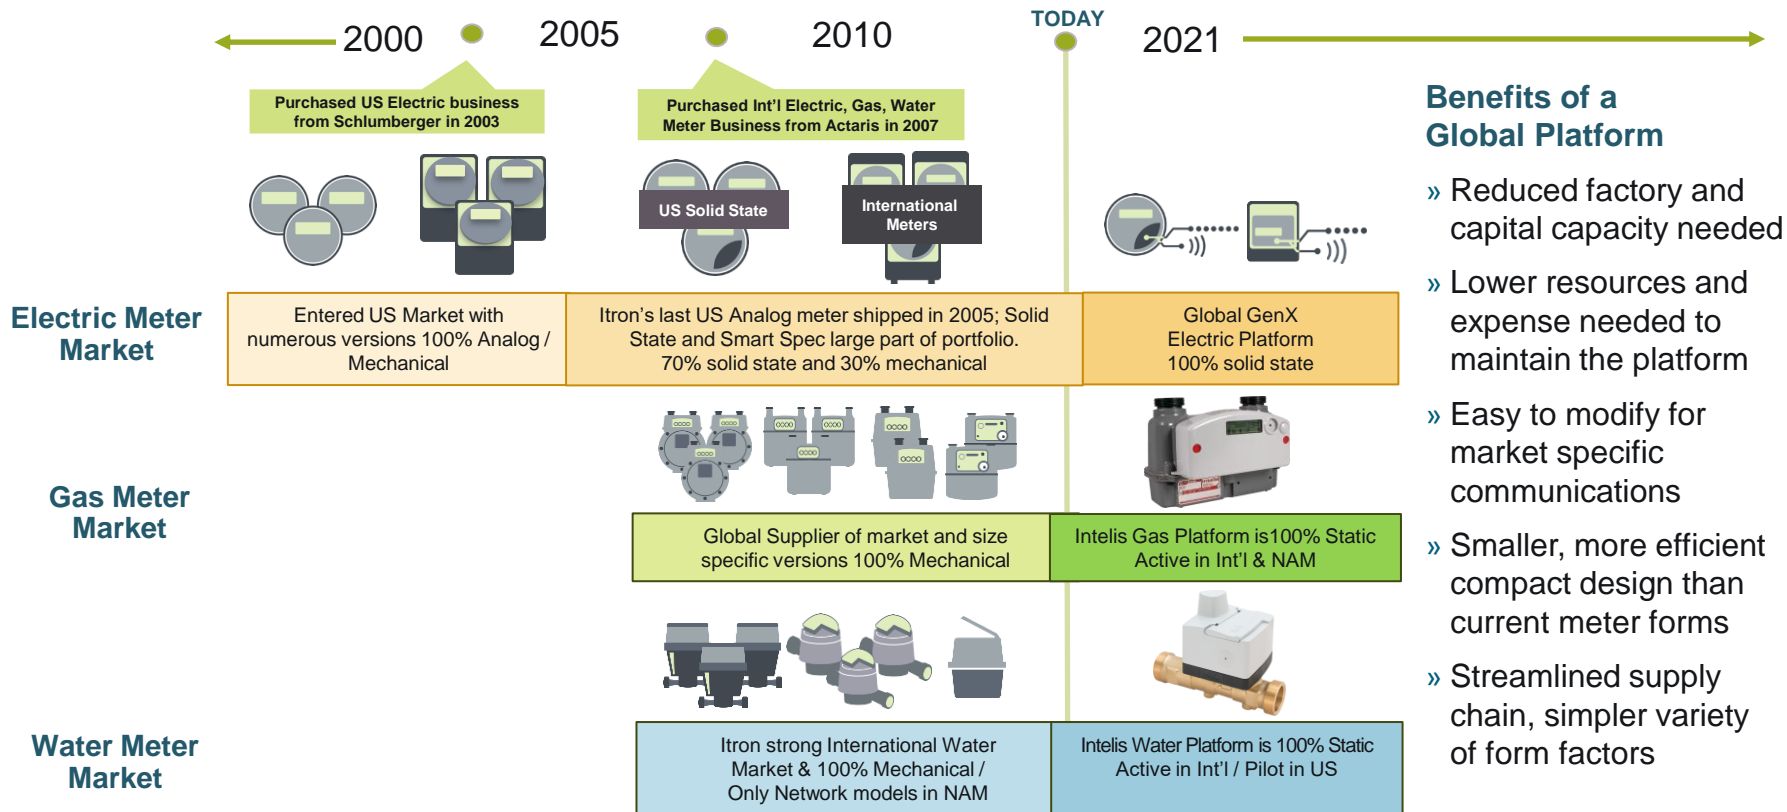 TODAY
2000
2005
2010
2021
Purchased US Electric business
from Schlumberger in 2003
Purchased Int'l Electric, Gas, Water
Meter Business from Actaris in 2007
US Solid State
International
Meters
Electric Meter
Market
Entered US Market with
numerous versions 100% Analog /
Mechanical
Itron's last US Analog meter shipped in 2005; Solid
State and Smart Spec large part of portfolio.
70% solid state and 30% mechanical
Global GenX
Electric Platform
100% solid state
Gas Meter
Market
Global Supplier of market and size
specific versions 100% Mechanical
Intelis Gas Platform is100% Static
Active in Int'l & NAM
Water Meter
Market
Itron strong International Water
Market & 100% Mechanical /
Only Network models in NAM
Intelis Water Platform is 100% Static
Active in Int'l / Pilot in US
Benefits of a
Global Platform
» Reduced factory and
capital capacity needed
» Lower resources and
expense needed to
maintain the platform
» Easy to modify for
market specific
communications
» Smaller, more efficient
compact design than
current meter forms
» Streamlined supply
chain, simpler variety
of form factors